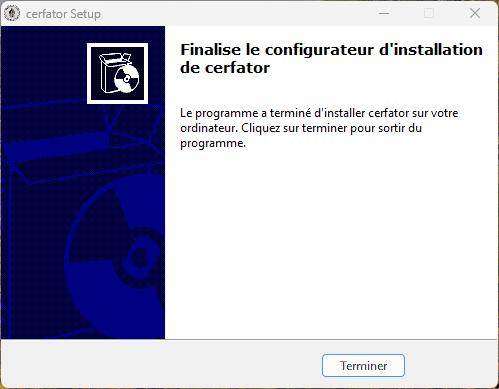 cerfator Setup
Finalise le configurateur d'installation
de cerfator
Le programme a terminé d'installer cerfator sur votre
ordinateur. Cliquez sur terminer pour sortir du
programme.
Terminer